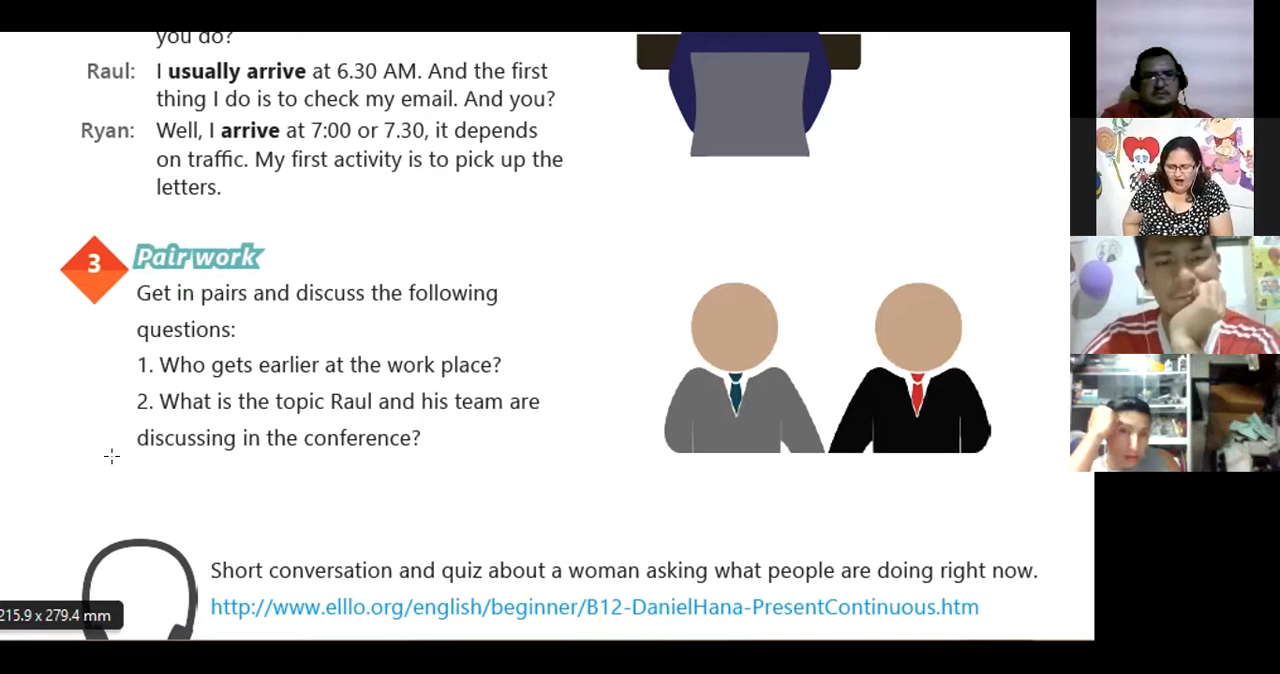 you do?
Raul: I usually arrive at 6.30 AM. And the first
thing I do is to check my email. And you?
Ryan: Well, I arrive at 7:00 or 7.30, it depends
on traffic. My first activity is to pick up the
letters.
3 Pair work
Get in pairs and discuss the following
questions:
1. Who gets earlier at the work place?
2. What is the topic Raul and his team are
discussing in the conference?
Short conversation and quiz about a woman asking what people are doing right now.
http://www.elllo.org/english/beginner/B12-DanielHana-PresentContinuous.htm
215.9 x 279.4 mm